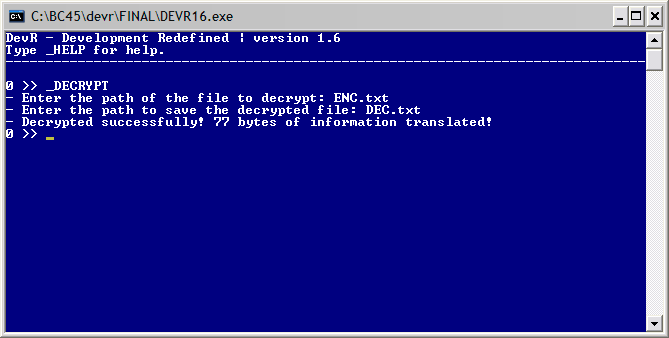 C:\BC45\devr\FINAL\DEVR16.exe
DevR - Development Redefined | version 1.6
Type _HELP for help.
--------------------------------------------------------------------------------
0 >> _DECRYPT
- Enter the path of the file to decrypt: ENC.txt
- Enter the path to save the decrypted file: DEC.txt
- Decrypted successfully! 77 bytes of information translated!
0 >> _